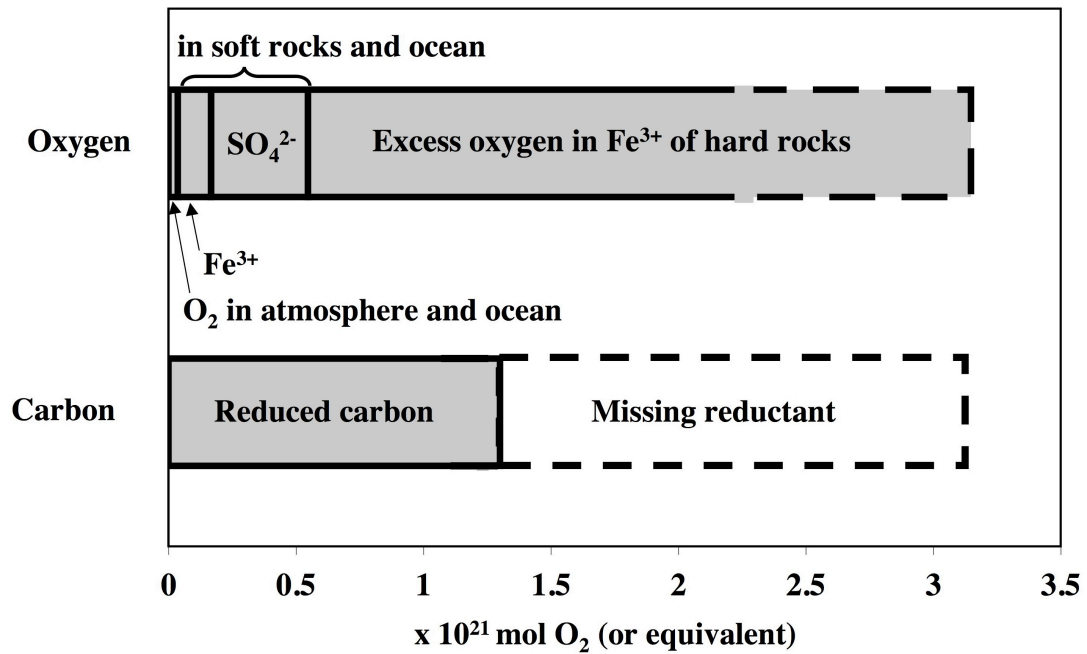 in soft rocks and ocean
Oxygen
SO₄²⁻
Excess oxygen in Fe³⁺ of hard rocks
Fe³⁺
O₂ in atmosphere and ocean
Carbon
Reduced carbon
Missing reductant
0 0.5 1 1.5 2 2.5 3 3.5
x 10²¹ mol O₂ (or equivalent)